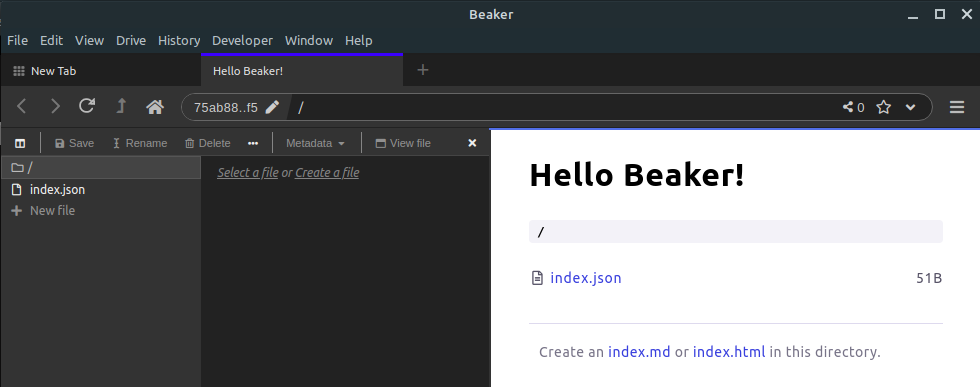 Beaker
File Edit View Drive History Developer Window Help
New Tab Hello Beaker! +
75ab88..f5 / 0
Save Rename Delete ••• Metadata View file
/
index.json
New file
Select a file or Create a file
Hello Beaker!
/
index.json 51B
Create an index.md or index.html in this directory.